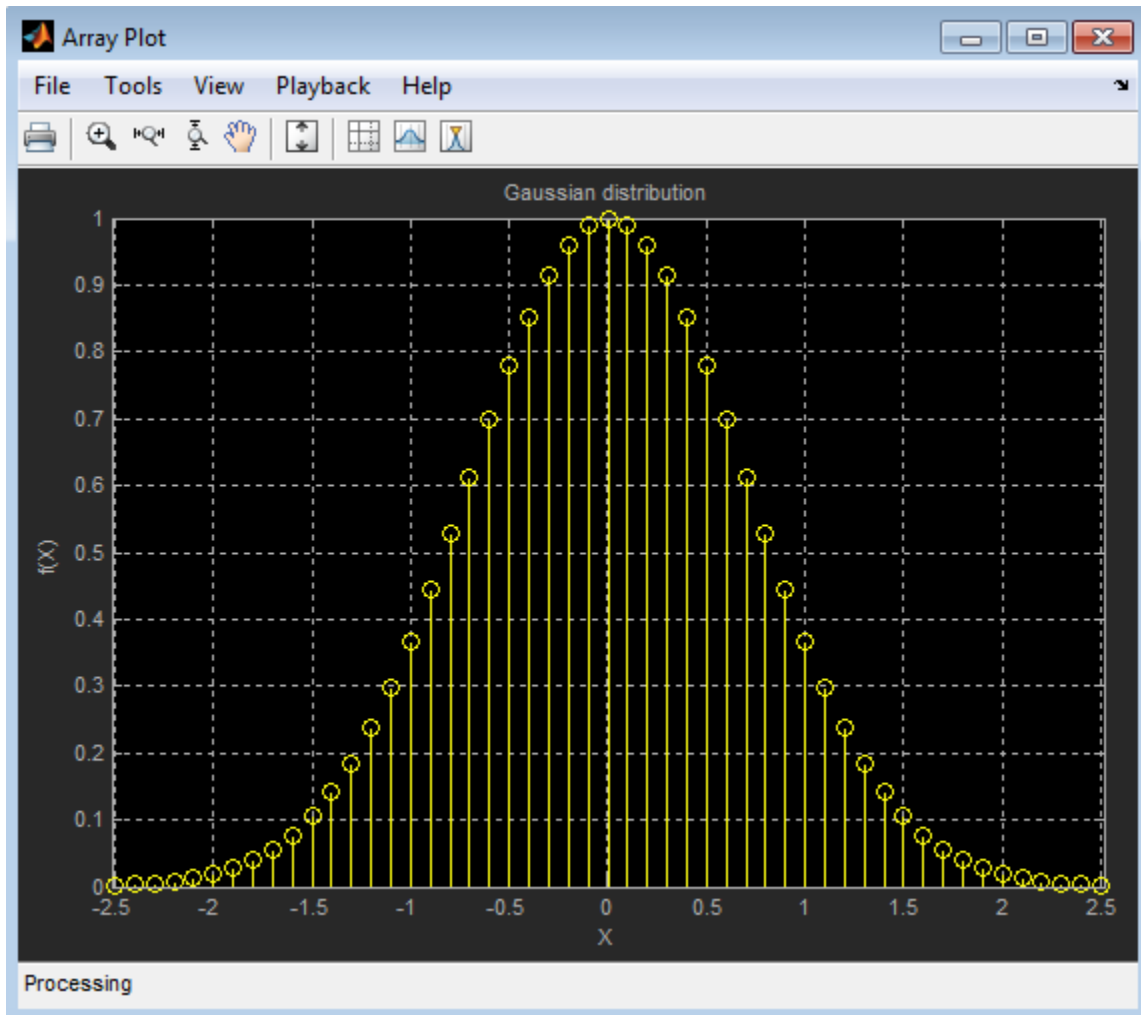 Array Plot
File Tools View Playback Help
Gaussian distribution
1
0.9
0.8
0.7
0.6
0.5
0.4
0.3
0.2
0.1
0
f(X)
-2.5 -2 -1.5 -1 -0.5 0 0.5 1 1.5 2 2.5
X
Processing